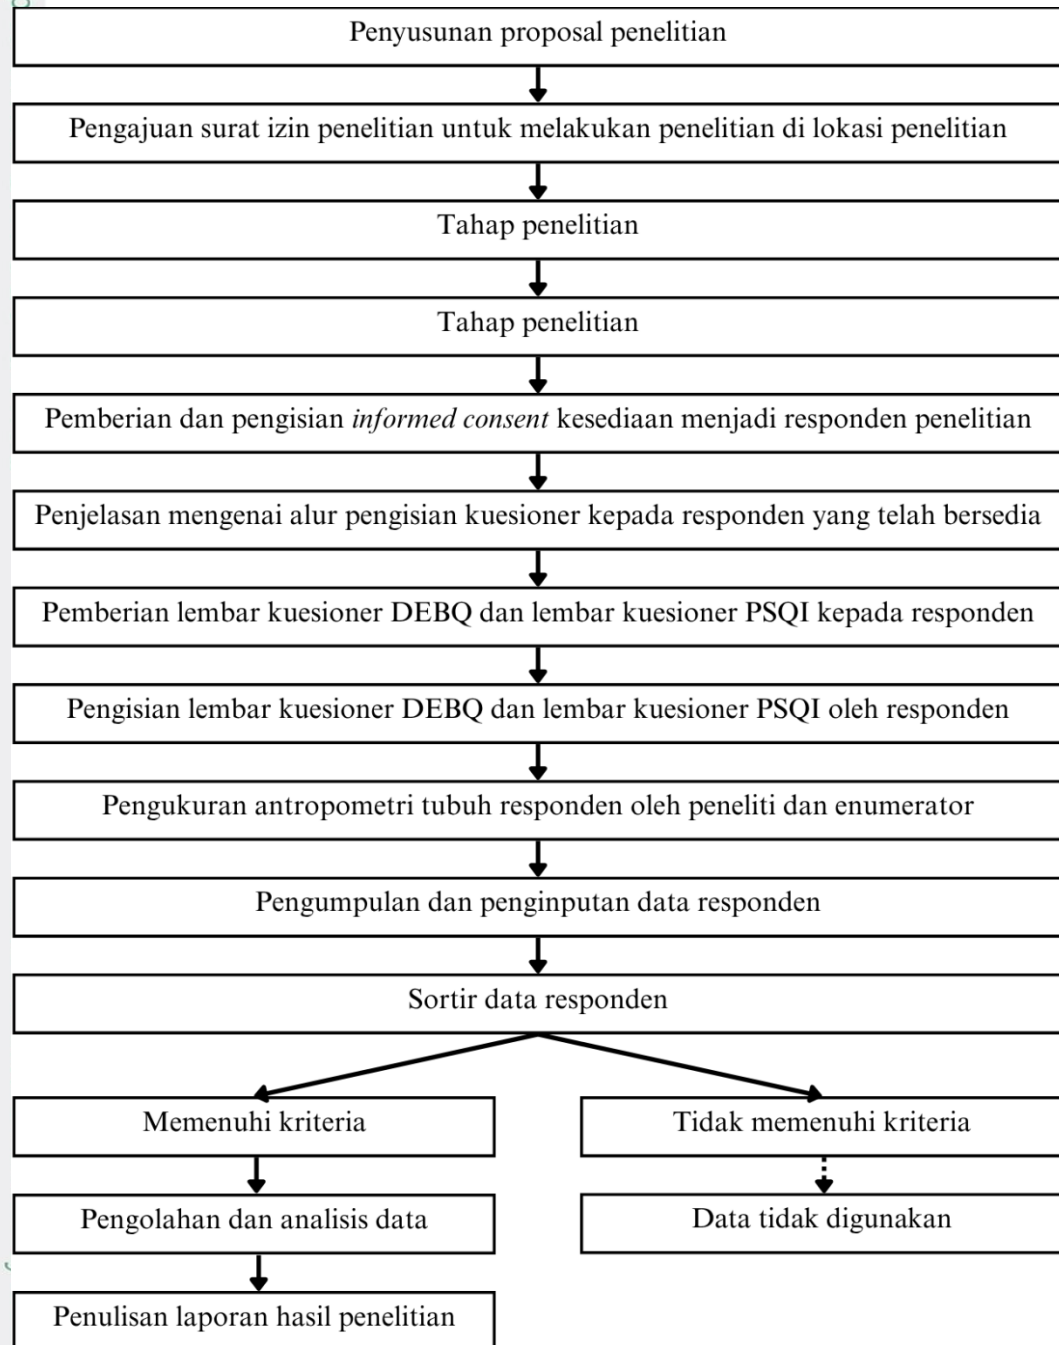 Penyusunan proposal penelitian
Pengajuan surat izin penelitian untuk melakukan penelitian di lokasi penelitian
Tahap penelitian
Tahap penelitian
Pemberian dan pengisian informed consent kesediaan menjadi responden penelitian
Penjelasan mengenai alur pengisian kuesioner kepada responden yang telah bersedia
Pemberian lembar kuesioner DEBQ dan lembar kuesioner PSQI kepada responden
Pengisian lembar kuesioner DEBQ dan lembar kuesioner PSQI oleh responden
Pengukuran antropometri tubuh responden oleh peneliti dan enumerator
Pengumpulan dan penginputan data responden
Sortir data responden
Memenuhi kriteria
Tidak memenuhi kriteria
Pengolahan dan analisis data
Data tidak digunakan
Penulisan laporan hasil penelitian